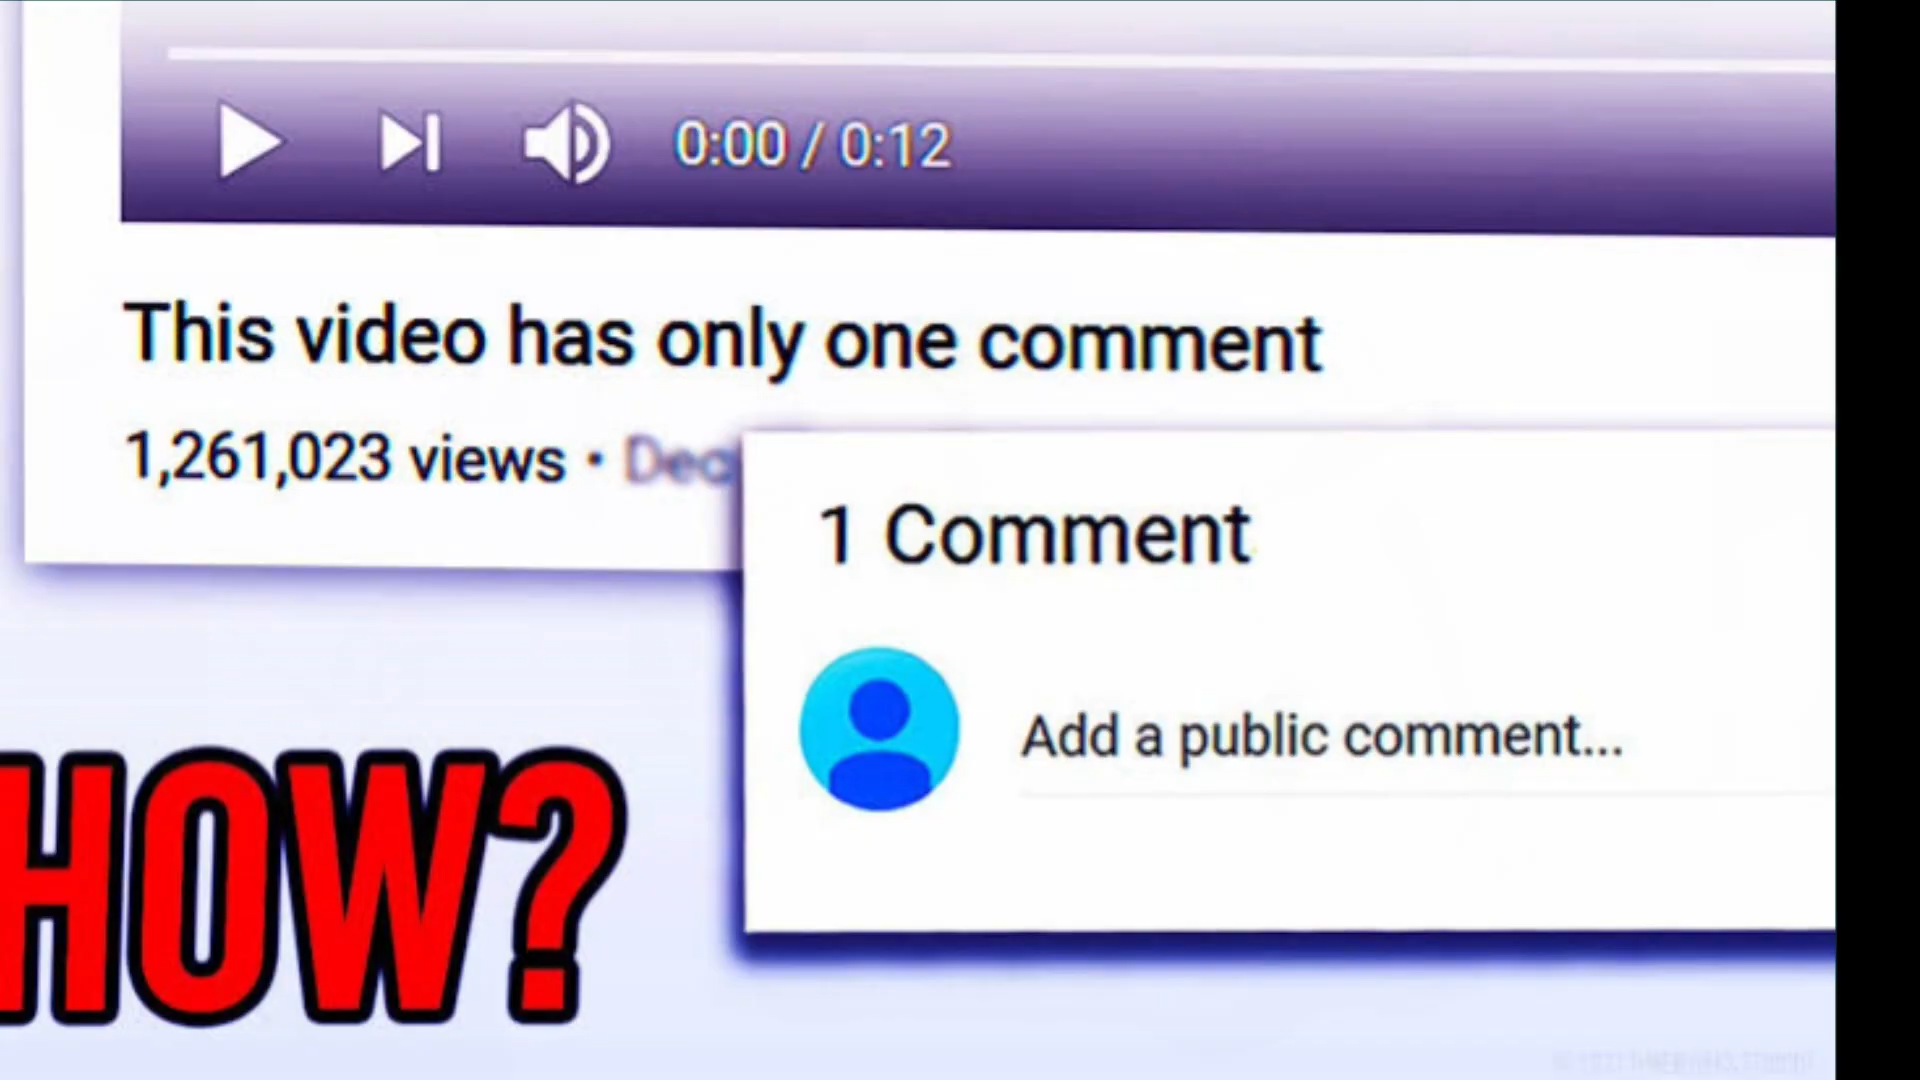 0:00 / 0:12
This video has only one comment
1,261,023 views • Dec
1 Comment
Add a public comment...
HOW?